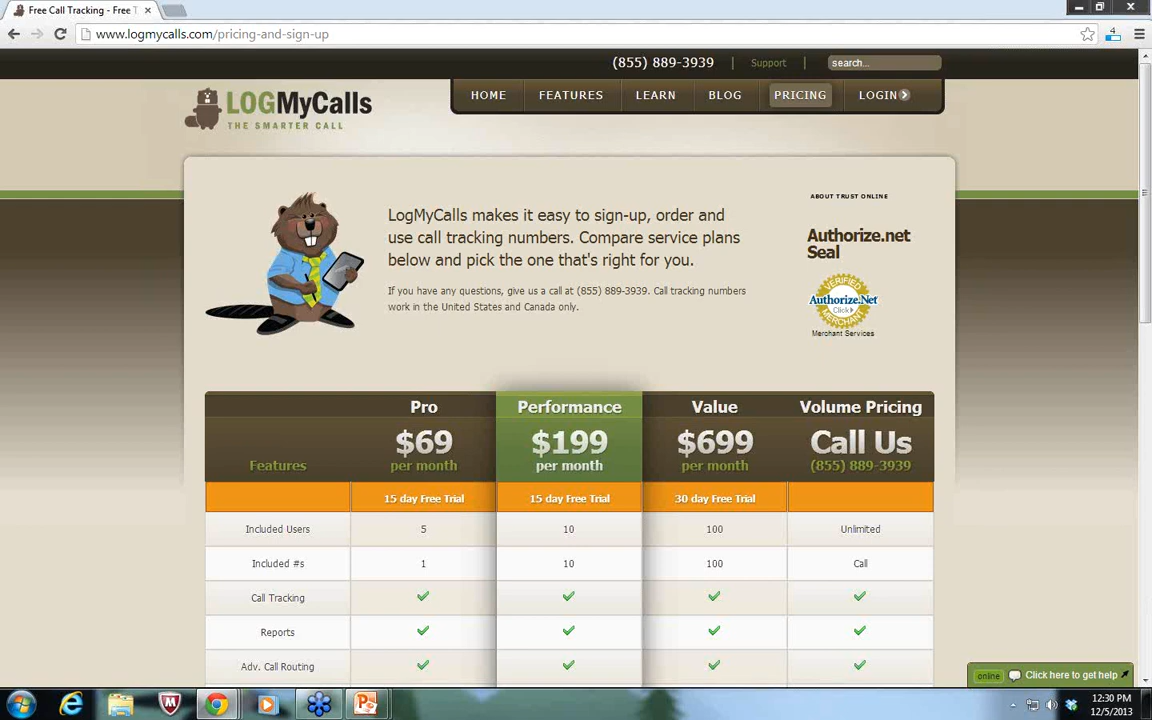 Free Call Tracking - Free T
www.logmycalls.com/pricing-and-sign-up
4
(855) 889-3939 | Support | search...
LOGMyCalls
THE SMARTER CALL
HOME FEATURES LEARN BLOG PRICING LOGIN
ABOUT TRUST ONLINE
LogMyCalls makes it easy to sign-up, order and
use call tracking numbers. Compare service plans
below and pick the one that's right for you.
If you have any questions, give us a call at (855) 889-3939. Call tracking numbers
work in the United States and Canada only.
Authorize.net
Seal
VERIFIED
Authorize.Net
Click
MERCHANT
Merchant Services
Pro Performance Value Volume Pricing
$69 $199 $699 Call Us
Features per month per month per month (855) 889-3939
15 day Free Trial 15 day Free Trial 30 day Free Trial
Included Users 5 10 100 Unlimited
Included #s 1 10 100 Call
Call Tracking
Reports
Adv. Call Routing
online Click here to get help
12:30 PM
12/5/2013